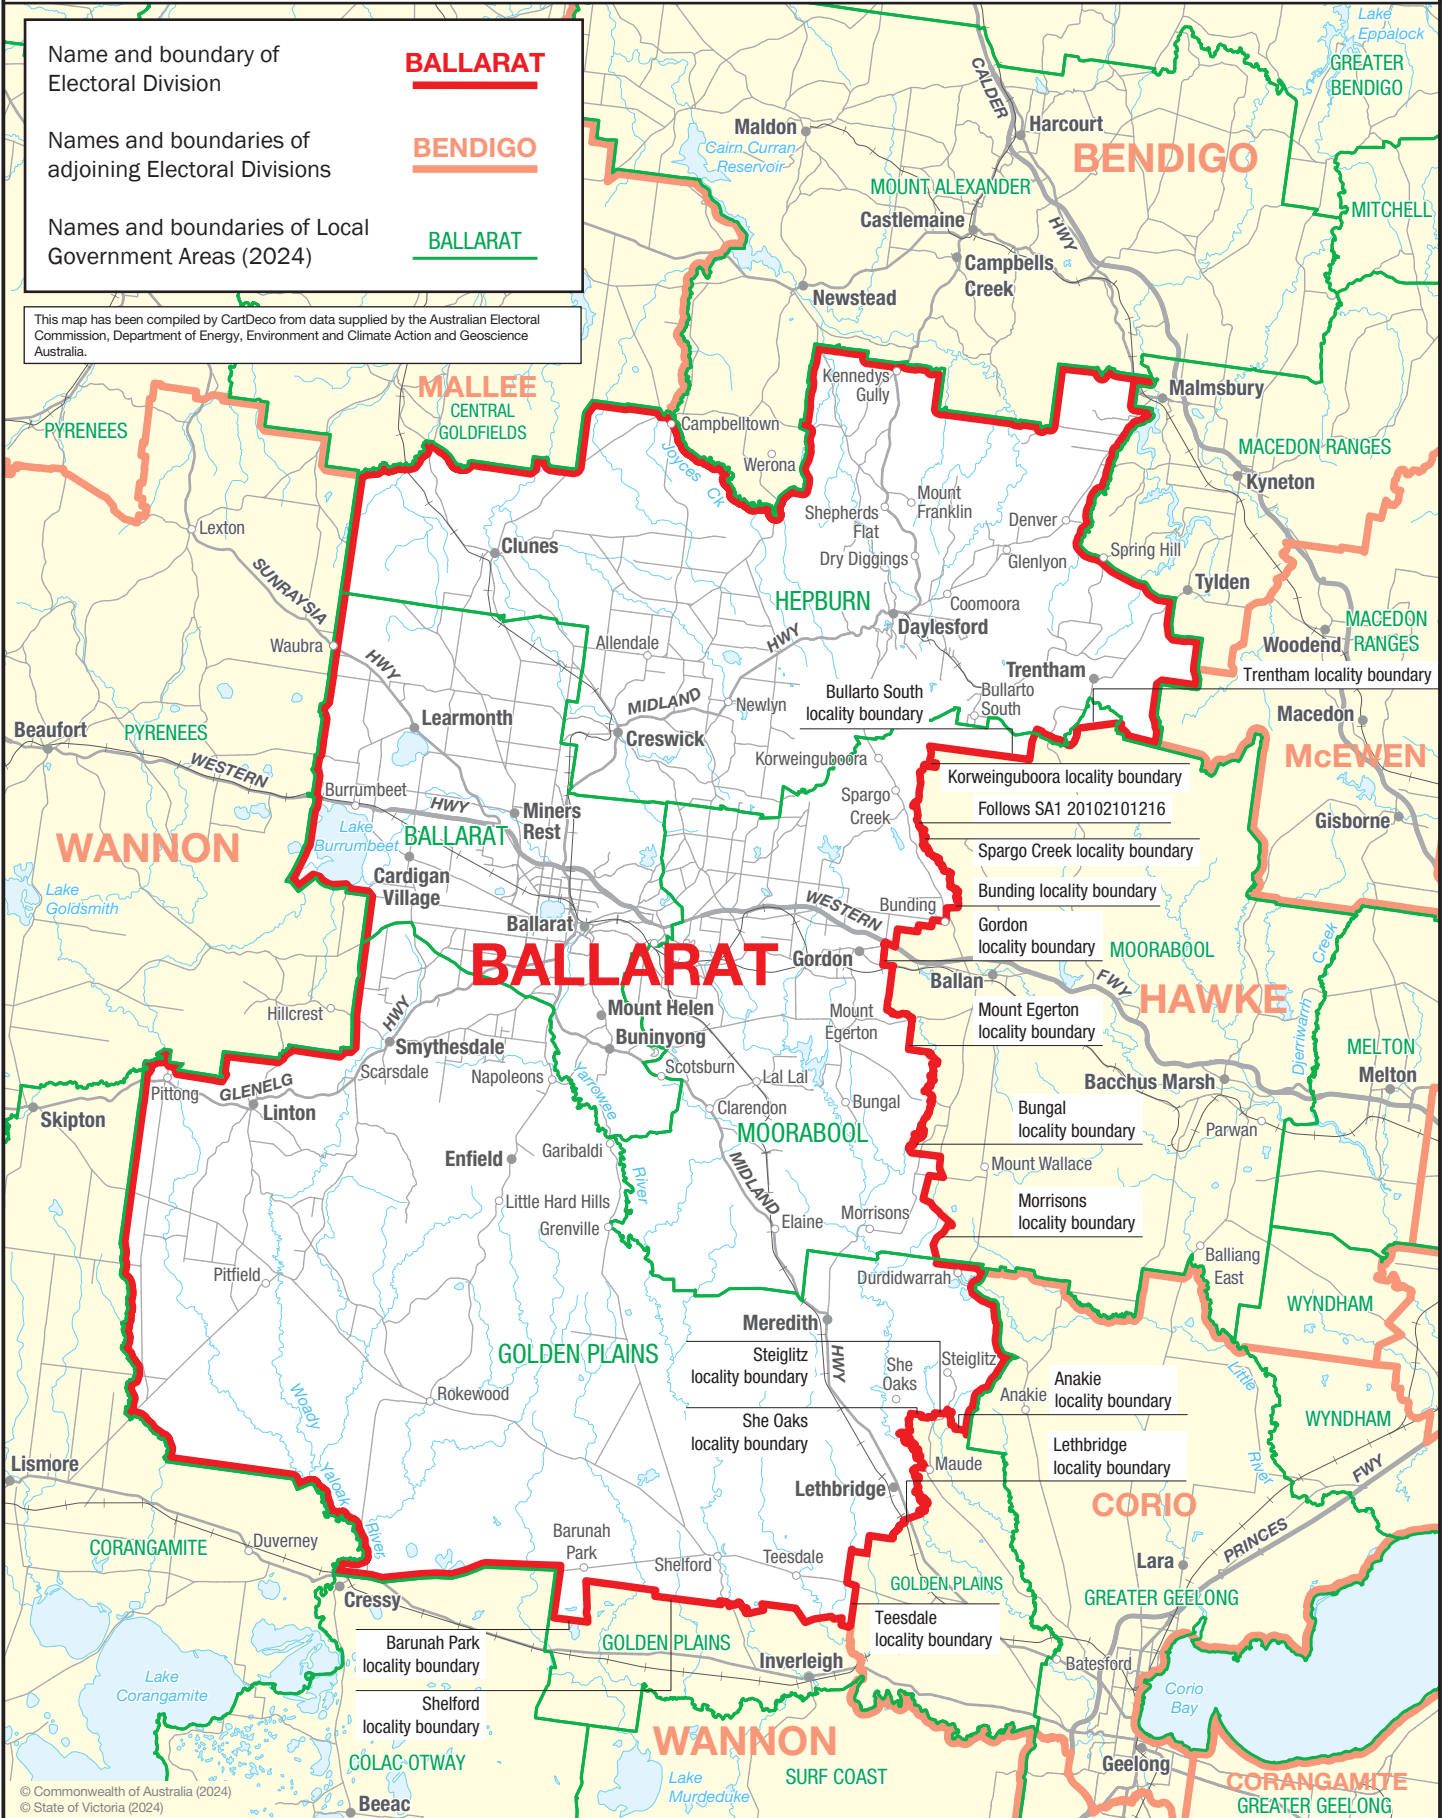 Name and boundary of
Electoral Division
BALLARAT
Names and boundaries of
adjoining Electoral Divisions
BENDIGO
Names and boundaries of Local
Government Areas (2024)
BALLARAT
This map has been compiled by CartDeco from data supplied by the Australian Electoral
Commission, Department of Energy, Environment and Climate Action and Geoscience
Australia.
Lake
Eppalock
GREATER
BENDIGO
CALDER
HWY
Harcourt
Maldon
Cairn Curran
Reservoir
BENDIGO
MOUNT ALEXANDER
MITCHELL
Castlemaine
Campbells
Creek
Newstead
MALLEE
CENTRAL
GOLDFIELDS
PYRENEES
Kennedys
Gully
Malmsbury
Campbelltown
Joyces Ck
Werona
MACEDON RANGES
Kyneton
Lexton
Mount
Franklin
Shepherds
Flat
Denver
Clunes
Dry Diggings
Glenlyon
Spring Hill
Tylden
SUNRAYSIA
HWY
HEPBURN
Coomoora
Daylesford
MACEDON
RANGES
Woodend
Waubra
Allendale
HWY
MIDLAND
Trentham
Trentham locality boundary
Bullarto South
locality boundary
Bullarto
South
Newlyn
Learmonth
Creswick
Macedon
Beaufort
PYRENEES
WESTERN
HWY
Korweinguboora
McEWEN
Korweinguboora locality boundary
Burrumbeet
Spargo
Creek
Follows SA1 20102101216
Miners
Rest
Lake
Burrumbeet
BALLARAT
Gisborne
WANNON
Spargo Creek locality boundary
Cardigan
Village
Lake
Goldsmith
Bunding locality boundary
Bunding
WESTERN
Ballarat
Gordon
locality boundary
Creek
BALLARAT
Gordon
MOORABOOL
Ballan
FWY
HAWKE
Hillcrest
HWY
Mount Helen
Mount
Egerton
Mount Egerton
locality boundary
Djerriwarrh
Buninyong
Smythesdale
MELTON
Scarsdale
Napoleons
Scotsburn
Lal Lal
Bacchus Marsh
Melton
Pittong
GLENELG
Linton
Yarrowee
Clarendon
Bungal
Bungal
locality boundary
Skipton
MOORABOOL
Parwan
Enfield
Garibaldi
MIDLAND
Mount Wallace
River
Little Hard Hills
Morrisons
locality boundary
Grenville
Elaine
Morrisons
Balliang
East
Pitfield
Durdidwarrah
WYNDHAM
Meredith
HWY
GOLDEN PLAINS
Steiglitz
locality boundary
She
Oaks
Steiglitz
Little
Anakie
Anakie
locality boundary
Rokewood
Woady
She Oaks
locality boundary
WYNDHAM
Lethbridge
locality boundary
Lismore
Yaloak
Maude
River
FWY
Lethbridge
CORIO
River
Barunah
Park
PRINCES
Duverney
CORANGAMITE
Shelford
Teesdale
Lara
GOLDEN PLAINS
GREATER GEELONG
Cressy
Teesdale
locality boundary
Barunah Park
locality boundary
GOLDEN PLAINS
Inverleigh
Batesford
Lake
Corangamite
Shelford
locality boundary
Corio
Bay
WANNON
COLAC OTWAY
Geelong
Lake
Murdeduke
SURF COAST
CORANGAMITE
GREATER GEELONG
© Commonwealth of Australia (2024)
© State of Victoria (2024)
Beeac